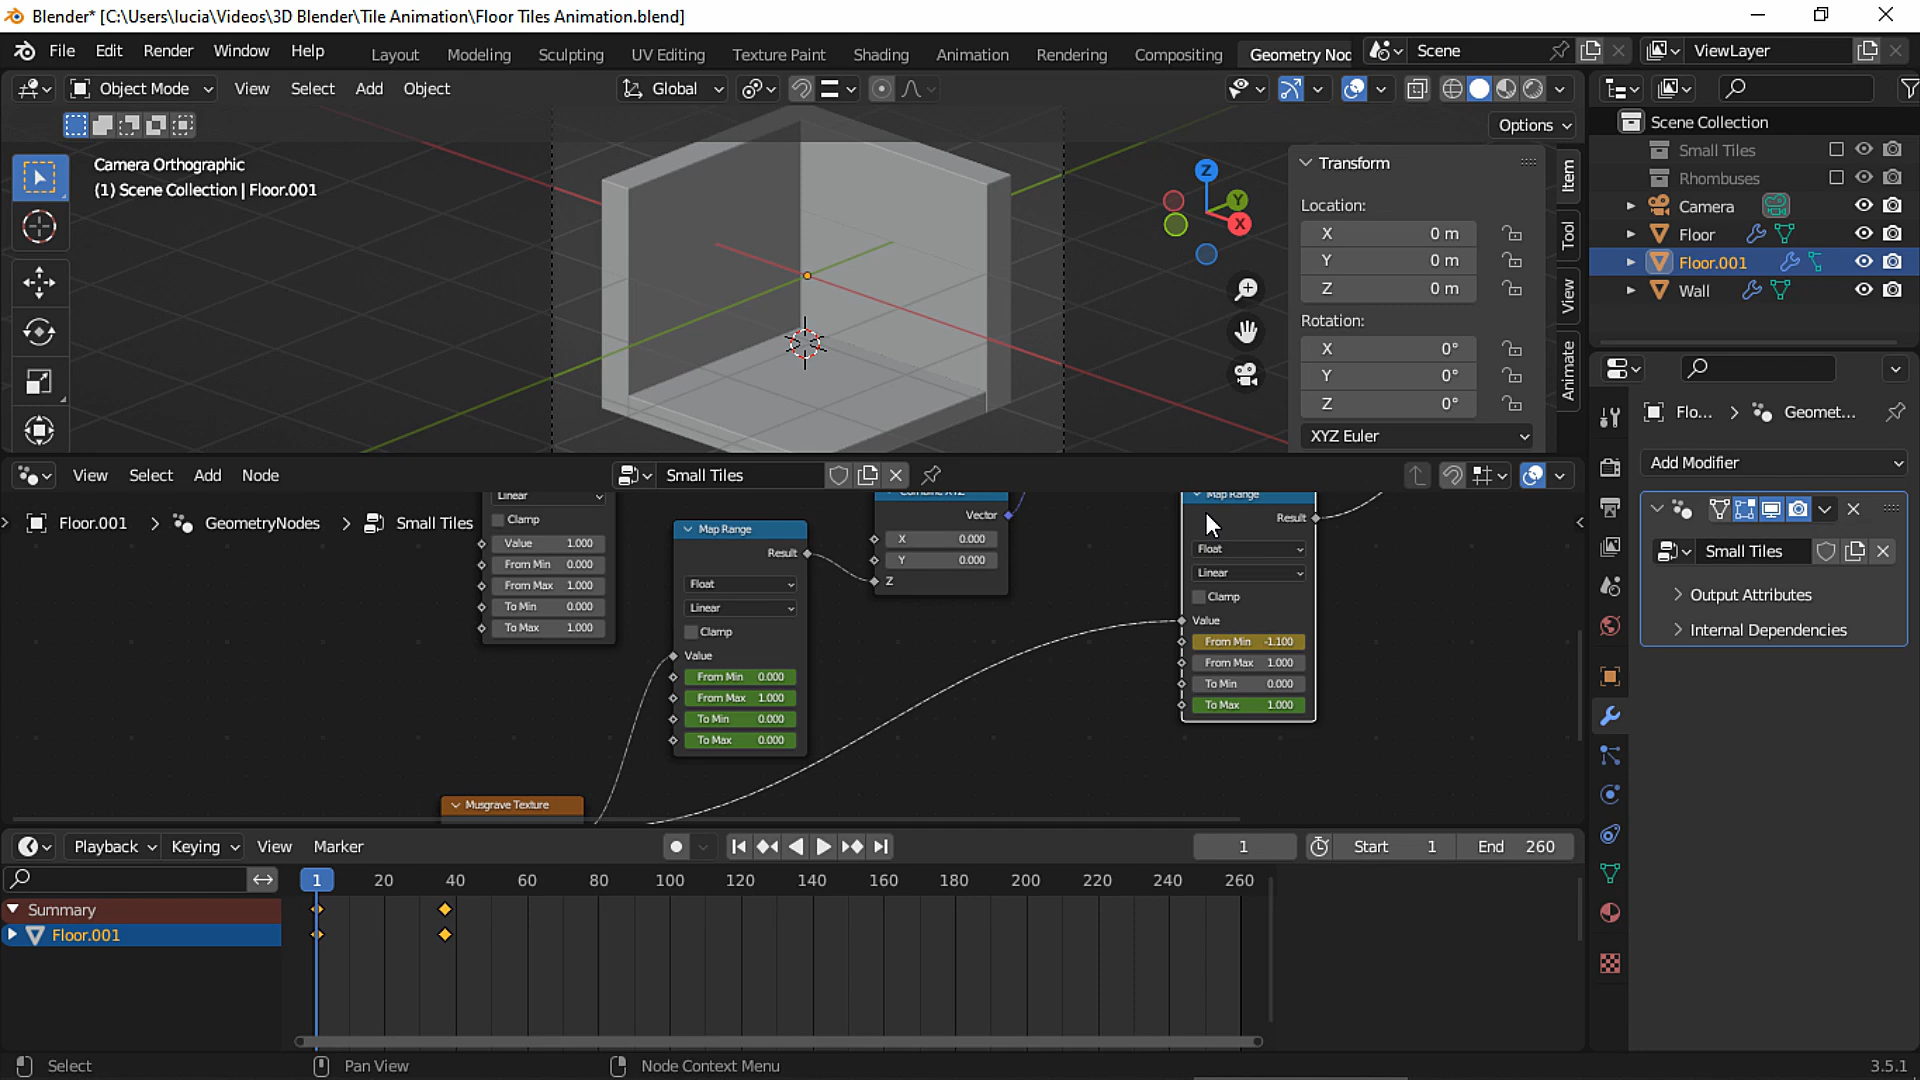 Blender* [C:\Users\lucia\Videos\3D Blender\Tile Animation\Floor Tiles Animation.blend]
File Edit Render Window Help
Layout Modeling Sculpting UV Editing Texture Paint Shading Animation Rendering Compositing Geometry Noc
Scene
ViewLayer
Object Mode View Select Add Object
Global
Options
Camera Orthographic
(1) Scene Collection | Floor.001
Z
Y
X
Transform
Location:
X 0 m
Y 0 m
Z 0 m
Rotation:
X 0°
Y 0°
Z 0°
XYZ Euler
Item
Tool
View
Animate
Scene Collection
Small Tiles
Rhombuses
Camera
Floor
Floor.001
Wall
Flo... > Geomet...
Add Modifier
Small Tiles
Output Attributes
Internal Dependencies
View Select Add Node
Small Tiles
Floor.001 > GeometryNodes > Small Tiles
Linear
Clamp
Value 1.000
From Min 0.000
From Max 1.000
To Min 0.000
To Max 1.000
Map Range
Result
Float
Linear
Clamp
Value
From Min 0.000
From Max 1.000
To Min 0.000
To Max 0.000
Combine XYZ
Vector
X 0.000
Y 0.000
Z
Map Range
Result
Float
Linear
Clamp
Value
From Min -1.100
From Max 1.000
To Min 0.000
To Max 1.000
Musgrave Texture
Playback Keying View Marker
1
Start 1
End 260
1 20 40 60 80 100 120 140 160 180 200 220 240 260
Summary
Floor.001
Select
Pan View
Node Context Menu
3.5.1